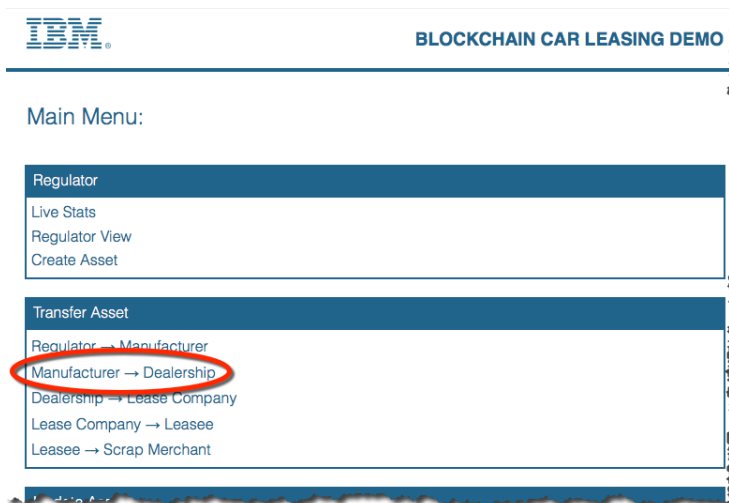 IBM®
BLOCKCHAIN CAR LEASING DEMO
Main Menu:
Regulator
Live Stats
Regulator View
Create Asset
Transfer Asset
Regulator → Manufacturer
Manufacturer → Dealership
Dealership → Lease Company
Lease Company → Leasee
Leasee → Scrap Merchant